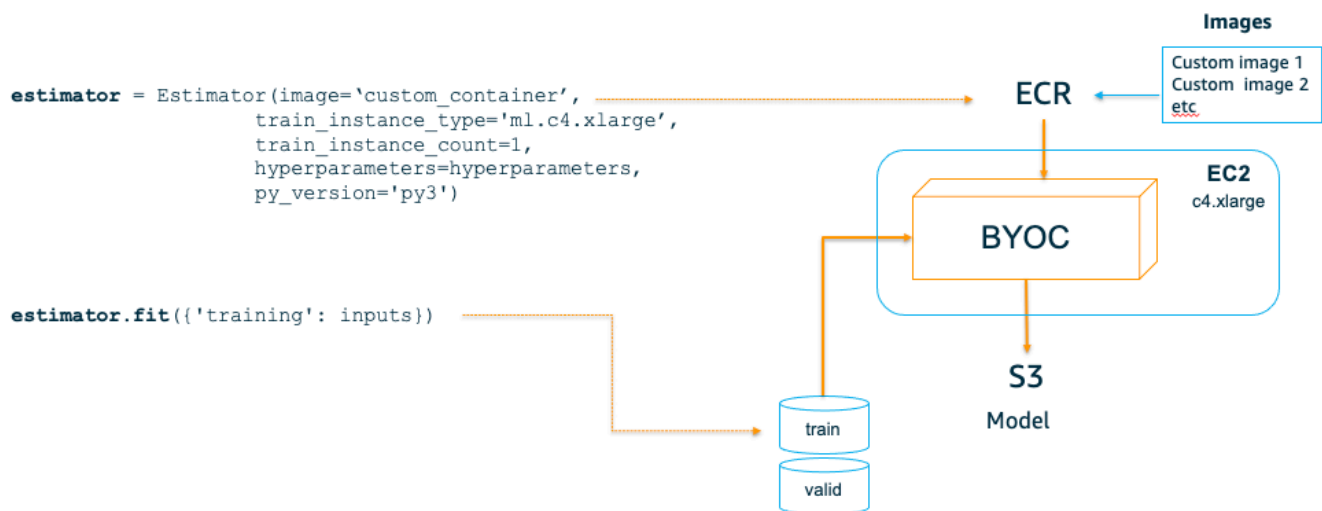 Images
Custom image 1
Custom image 2
etc
estimator = Estimator(image=‘custom_container’,
train_instance_type='ml.c4.xlarge’,
train_instance_count=1,
hyperparameters=hyperparameters,
py_version='py3')
ECR
EC2
c4.xlarge
BYOC
estimator.fit({'training': inputs})
S3
Model
train
valid